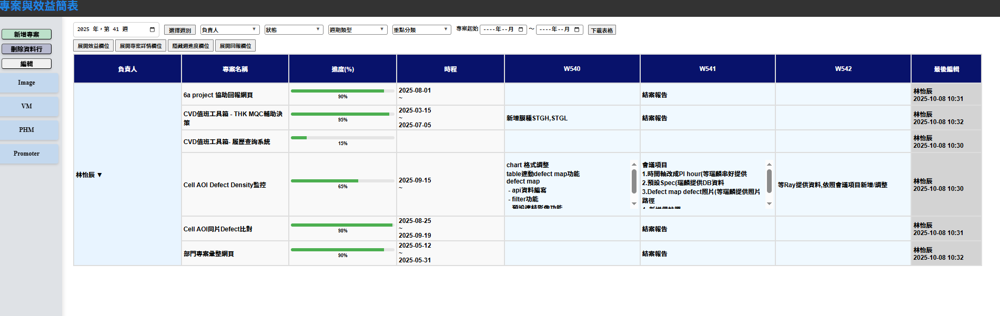 專案與效益簡表
新增專案
刪除資料行
編輯
Image
VM
PHM
Promoter
2025 年，第 41 週
選擇週別
負責人
狀態
週期類型
重點分類
專案起始 ----年--月 ～ ----年--月
下載表格
展開效益欄位
展開專案詳情欄位
隱藏週進度欄位
展開回報欄位
負責人 專案名稱 進度(%) 時程 W540 W541 W542 最後編輯
林怡辰 ▼
6a project 協助回報網頁
90%
2025-08-01
~
結案報告
林怡辰
2025-10-08 10:31
CVD值班工具箱 - THK MQC輔助決
策
95%
2025-03-15
~
2025-07-05
新增膜種STGH,STGL
結案報告
林怡辰
2025-10-08 10:32
CVD值班工具箱- 履歷查詢系統
15%
林怡辰
2025-10-08 10:30
Cell AOI Defect Density監控
65%
2025-09-15
~
chart 格式調整
table連動defect map功能
defect map
- api資料編寫
- filter功能
- 預設連結影像功能
會議項目
1.時間軸改成PI hour(等瑞麟串好提供
2.預設Spec(瑞麟提供DB資料
3.Defect map defect照片(等瑞麟提供照片
路徑
等Ray提供資料,依照會議項目新增/調整
林怡辰
2025-10-08 10:30
Cell AOI同片Defect比對
98%
2025-08-25
~
2025-09-19
結案報告
林怡辰
2025-10-08 10:31
部門專案彙整網頁
90%
2025-05-12
~
2025-05-31
結案報告
林怡辰
2025-10-08 10:32